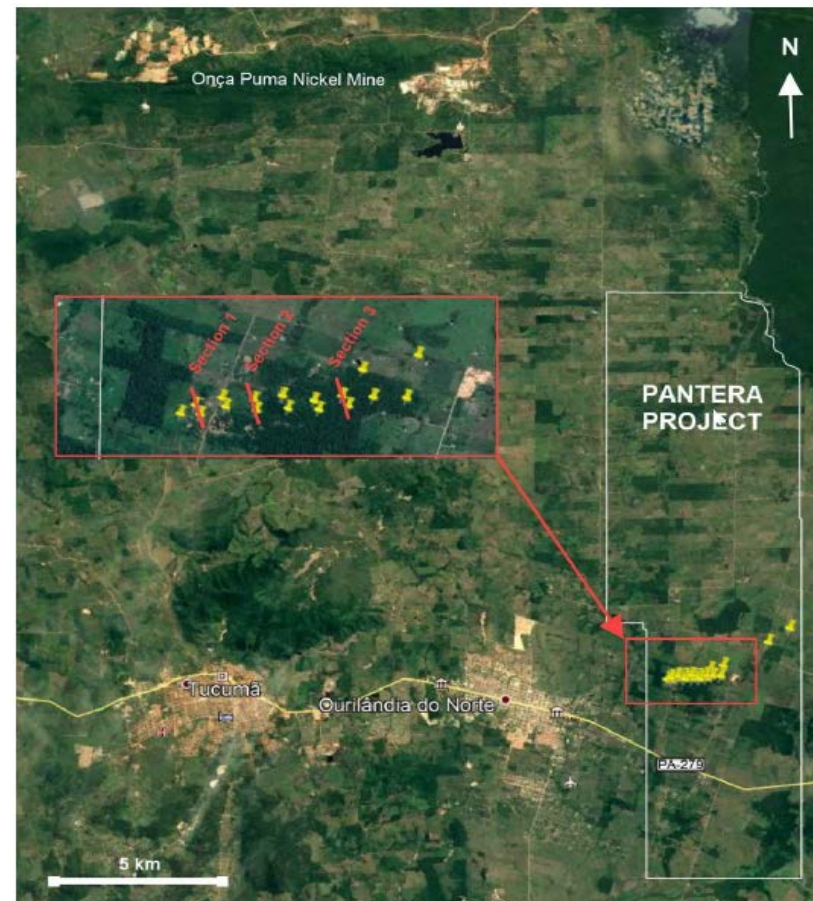 N
Onça Puma Nickel Mine
Section 1
Section 2
Section 3
PANTERA
PROJECT
Tucumã
Ourilândia do Norte
PA-279
5 km